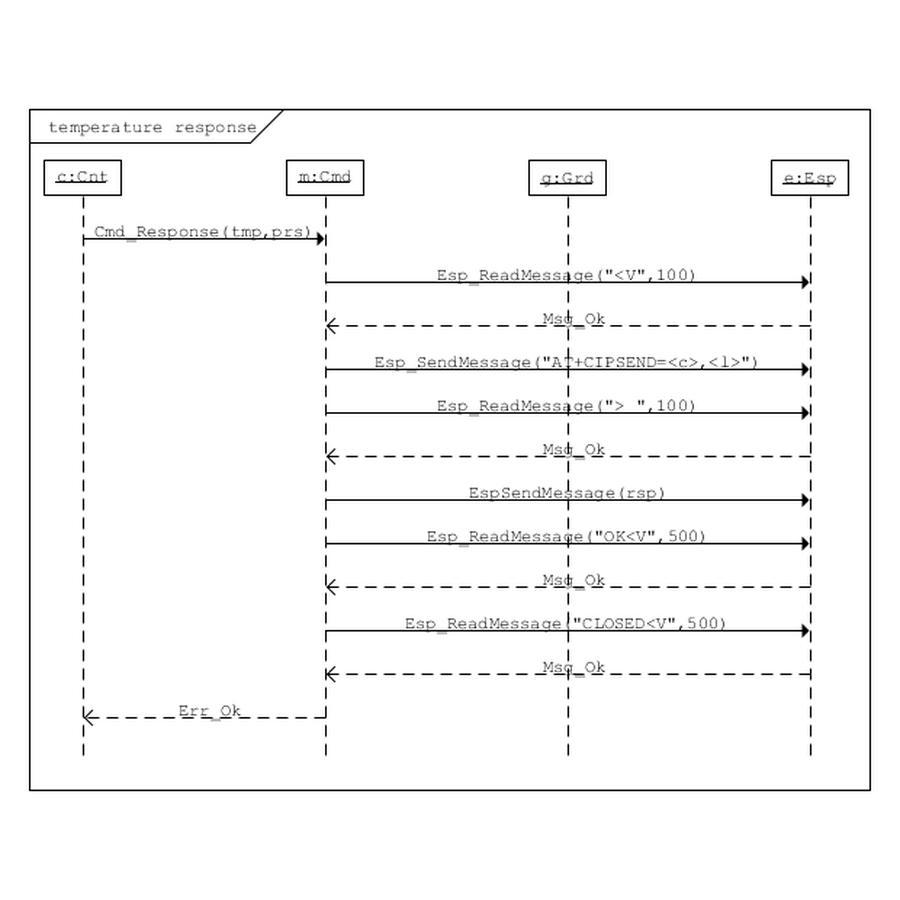 temperature response
c:Cnt m:Cmd g:Grd e:Esp
Cmd_Response(tmp,prs)
Esp_ReadMessage("<V",100)
Msg_Ok
Esp_SendMessage("AT+CIPSEND=<c>,<l>")
Esp_ReadMessage("> ",100)
Msg_Ok
EspSendMessage(rsp)
Esp_ReadMessage("OK<V",500)
Msg_Ok
Esp_ReadMessage("CLOSED<V",500)
Msg_Ok
Err_Ok